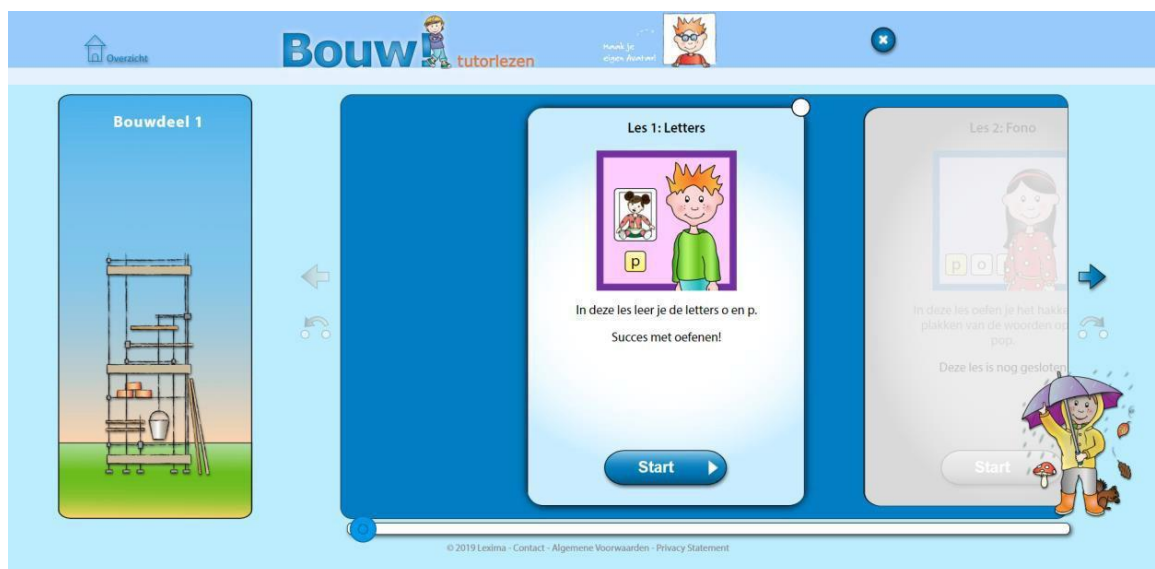 Overzicht
Bouw!
tutorlezen
Maak je
eigen Avatar!
Bouwdeel 1
Les 1: Letters
p
In deze les leer je de letters o en p.
Succes met oefenen!
Start
Les 2: Fono
p o
In deze les oefen je het hakk
plakken van de woorden op
pop.
Deze les is nog gesloten
Start
© 2019 Lexima - Contact - Algemene Voorwaarden - Privacy Statement